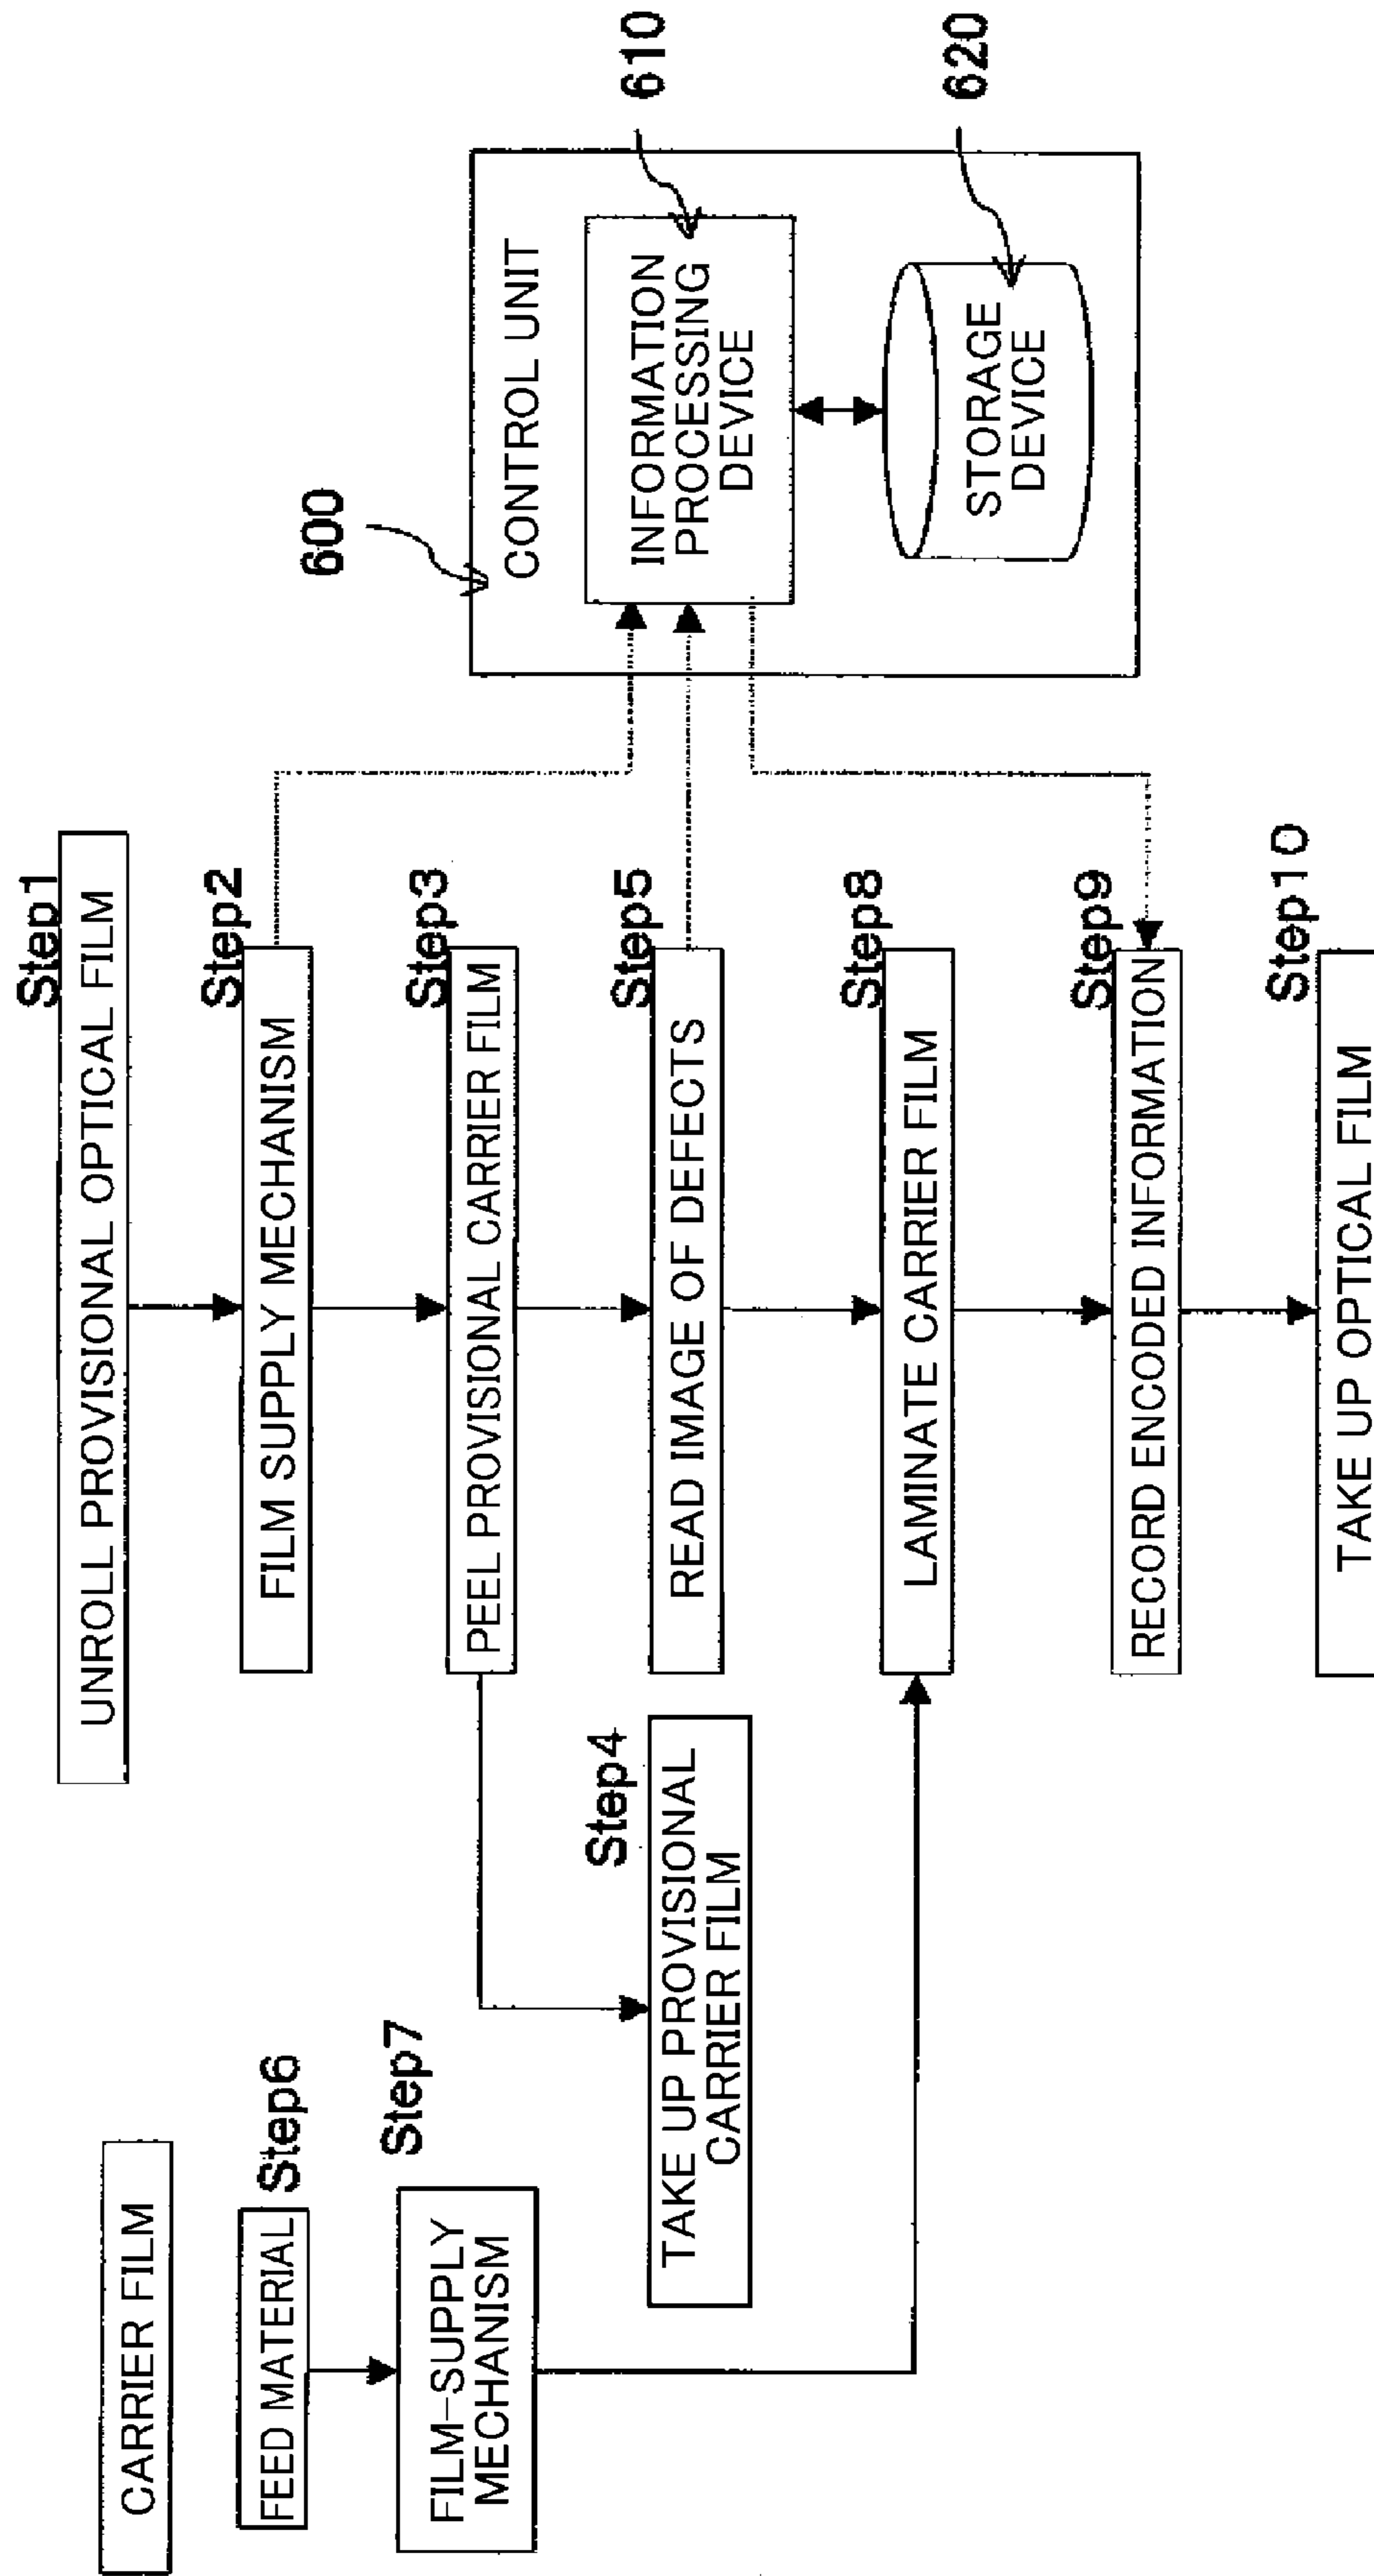 CARRIER FILM
Step6
FEED MATERIAL
Step7
FILM-SUPPLY
MECHANISM
Step1
UNROLL PROVISIONAL OPTICAL FILM
Step2
FILM SUPPLY MECHANISM
Step3
PEEL PROVISIONAL CARRIER FILM
Step4
TAKE UP PROVISIONAL
CARRIER FILM
Step5
READ IMAGE OF DEFECTS
Step8
LAMINATE CARRIER FILM
Step9
RECORD ENCODED INFORMATION
Step10
TAKE UP OPTICAL FILM
600
CONTROL UNIT
610
INFORMATION
PROCESSING
DEVICE
620
STORAGE
DEVICE